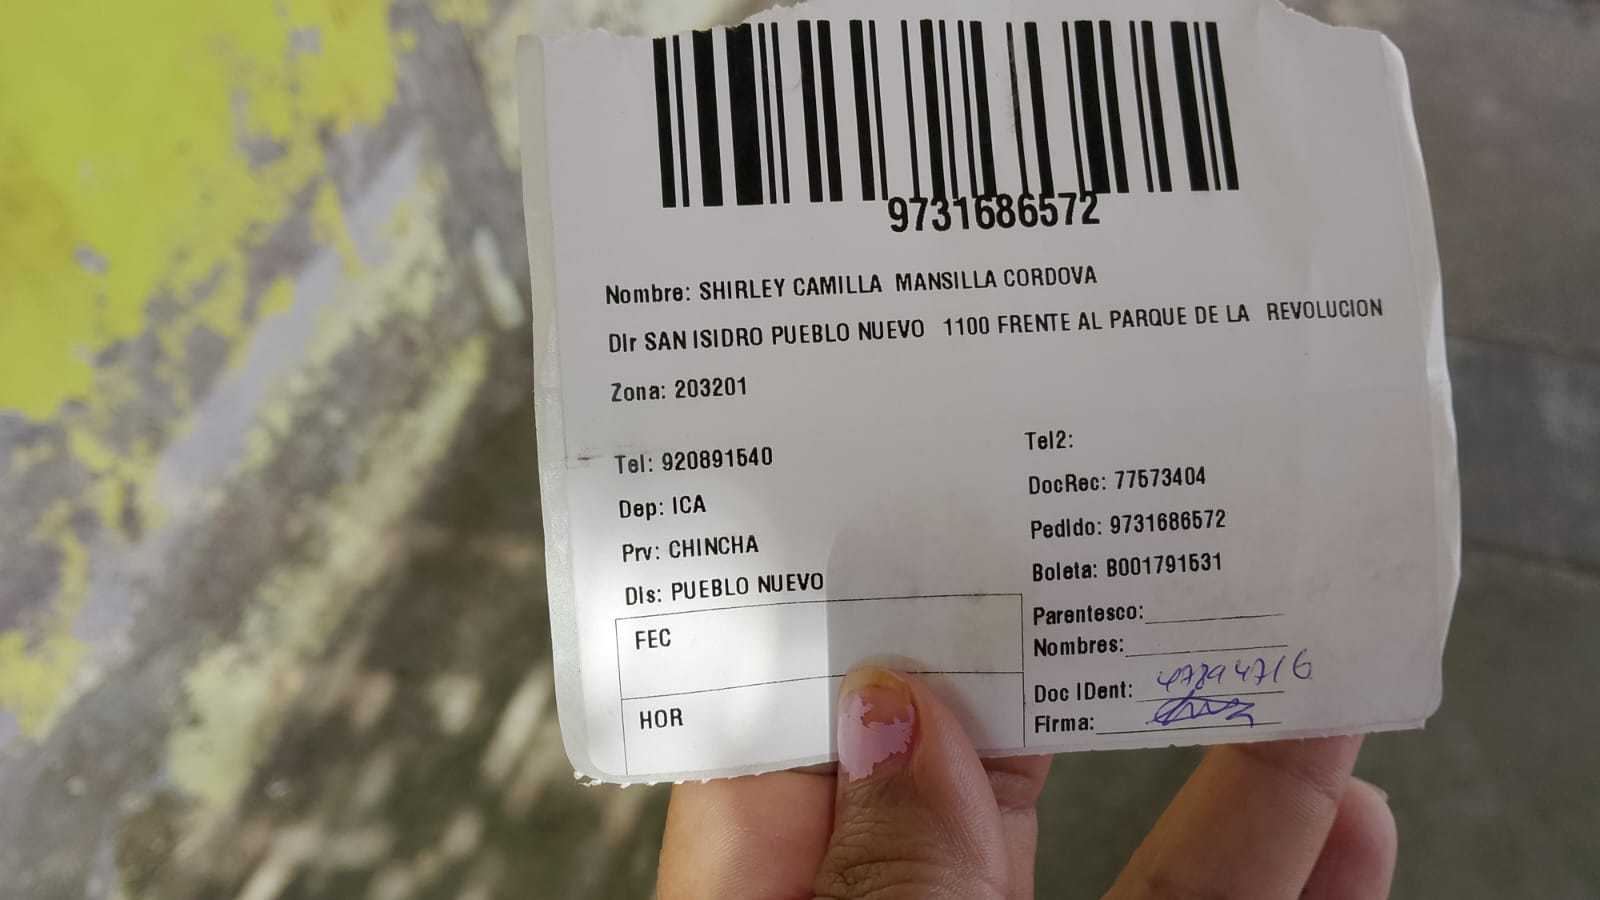 9731686572
Nombre: SHIRLEY CAMILLA MANSILLA CORDOVA
Dir SAN ISIDRO PUEBLO NUEVO 1100 FRENTE AL PARQUE DE LA REVOLUCION
Zona: 203201
Tel: 920891540
Tel2:
Dep: ICA
DocRec: 77573404
Prv: CHINCHA
Pedido: 9731686572
Dis: PUEBLO NUEVO
Boleta: B001791531
FEC
Parentesco:
Nombres:
HOR
Doc IDent: 47894716
Firma: